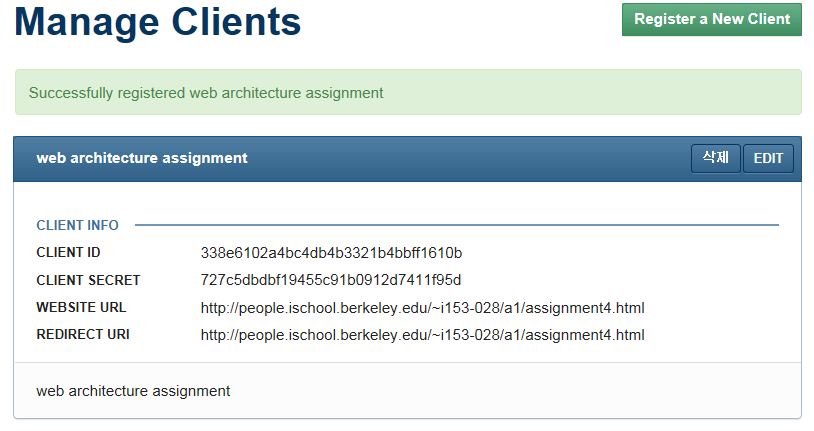 Manage Clients
Register a New Client
Successfully registered web architecture assignment
web architecture assignment
삭제
EDIT
CLIENT INFO
CLIENT ID 338e6102a4bc4db4b3321b4bbff1610b
CLIENT SECRET 727c5dbdbf19455c91b0912d7411f95d
WEBSITE URL http://people.ischool.berkeley.edu/~i153-028/a1/assignment4.html
REDIRECT URI http://people.ischool.berkeley.edu/~i153-028/a1/assignment4.html
web architecture assignment